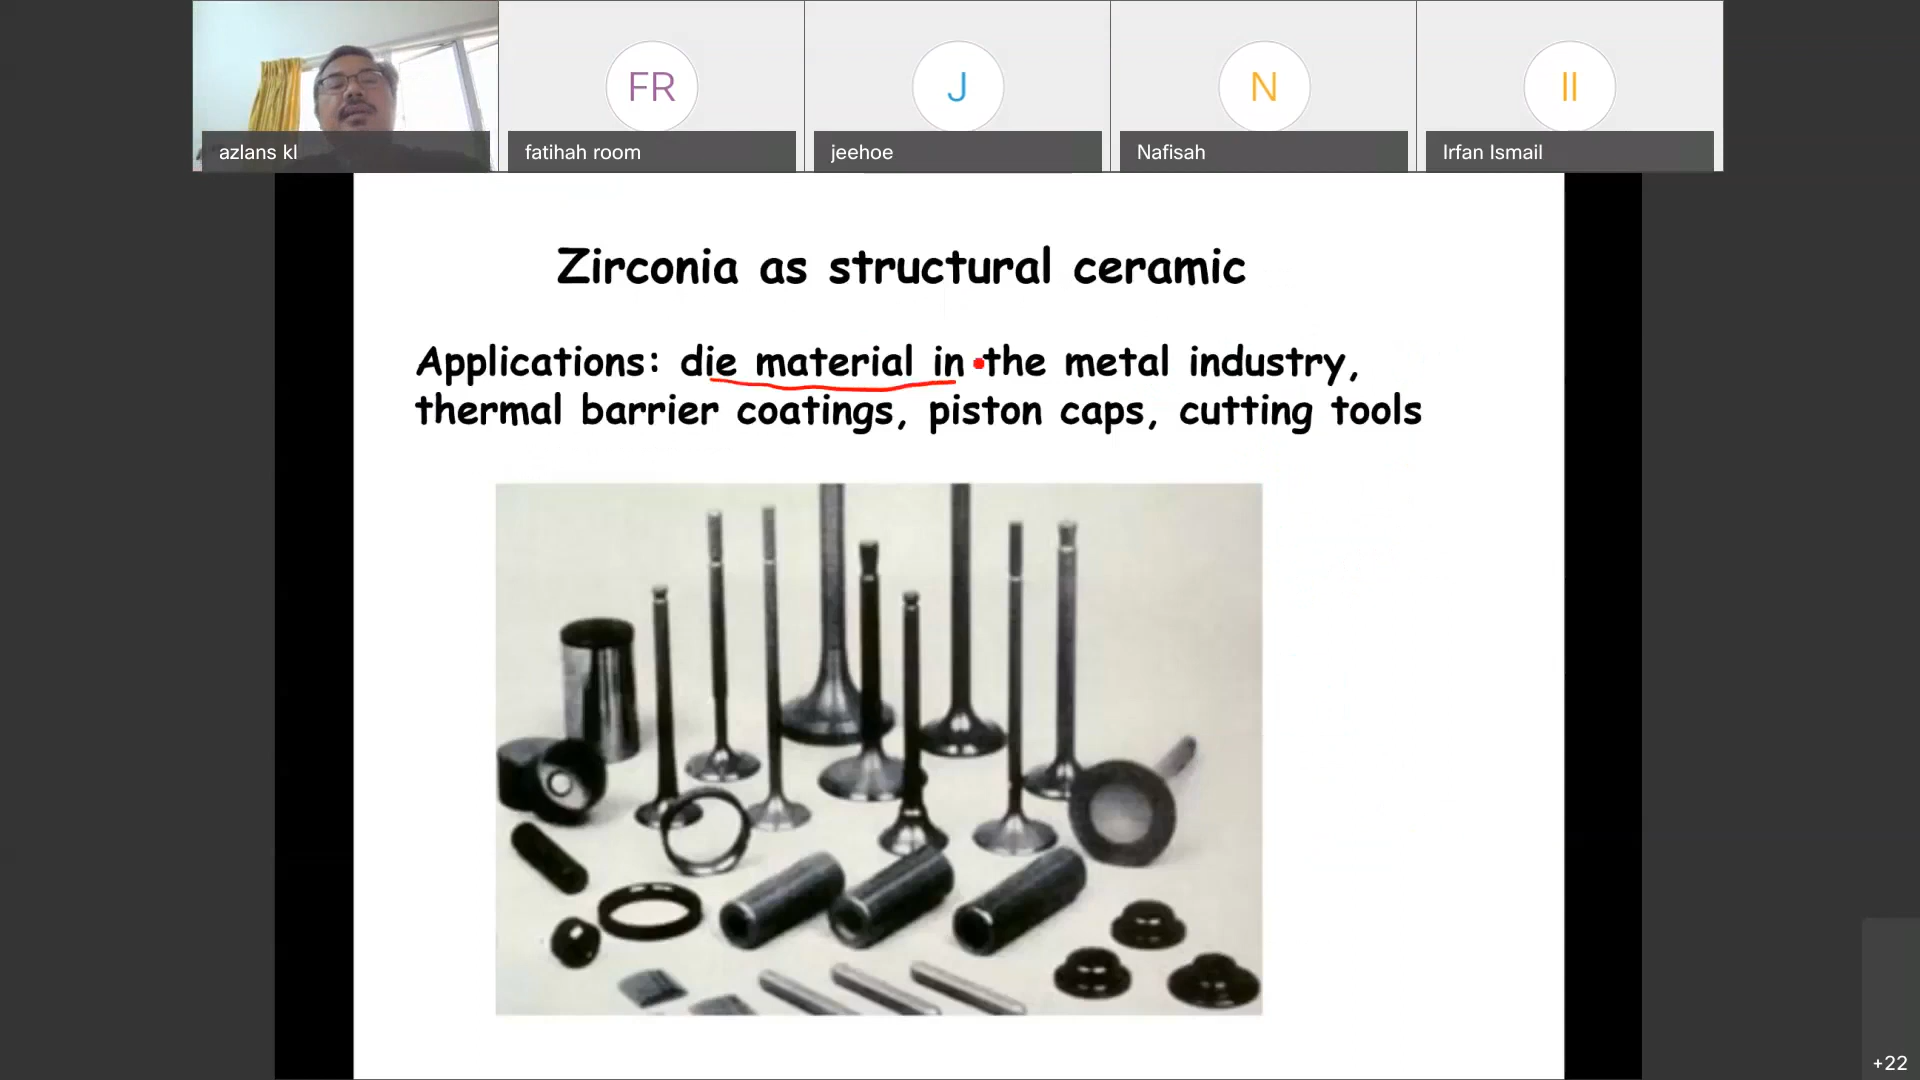 FR
J
N
II
azlans kl
fatihah room
jeehoe
Nafisah
Irfan Ismail
Zirconia as structural ceramic
Applications: die material in the metal industry,
thermal barrier coatings, piston caps, cutting tools
+22